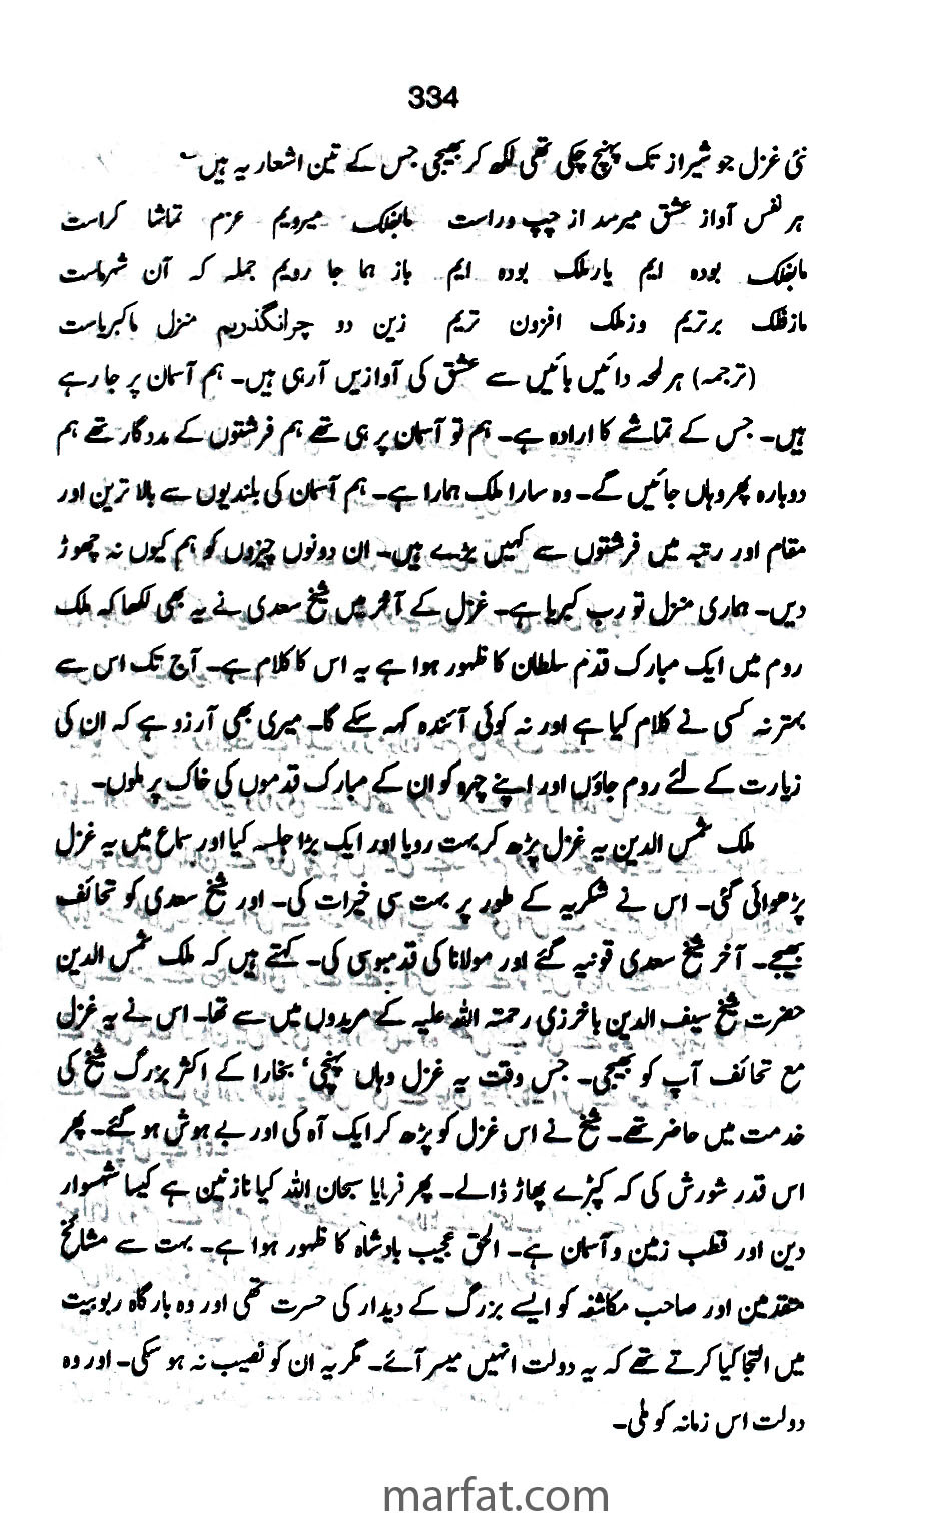 334
نئی غزل جو شیراز تک پہنچ چکی تھی لکھ کر بھیجی جس کے تین اشعار یہ ہیں ؎
ہر نفس آواز عشق میرسد از چپ وراست مابفلک میرویم عزم تماشا کراست
مابفلک بودہ ایم یارملک بودہ ایم باز ہما جا رویم جملہ کہ آن شہرماست
مازفلک برتریم وزملک افزون تریم زین دو چرانگذریم منزل ماکبریاست
(ترجمہ) ہر لمحہ دائیں بائیں سے عشق کی آوازیں آرہی ہیں۔ ہم آسمان پر جا رہے
ہیں۔ جس کے تماشے کا ارادہ ہے۔ ہم تو آسمان پر ہی تھے ہم فرشتوں کے مددگار تھے ہم
دوبارہ پھر وہاں جائیں گے۔ وہ سارا ملک ہمارا ہے۔ ہم آسمان کی بلندیوں سے بالا ترین اور
مقام اور رتبہ میں فرشتوں سے کہیں بڑے ہیں۔ ان دونوں چیزوں کو ہم کیوں نہ چھوڑ
دیں۔ ہماری منزل تو رب کبریا ہے۔ غزل کے آخر میں شیخ سعدی نے یہ بھی لکھا کہ ملک
روم میں ایک مبارک قدم سلطان کا ظہور ہوا ہے یہ اس کا کلام ہے۔ آج تک اس سے
بہتر نہ کسی نے کلام کیا ہے اور نہ کوئی آئندہ کہہ سکے گا۔ میری بھی آرزو ہے کہ ان کی
زیارت کے لئے روم جاؤں اور اپنے چہرہ کو ان کے مبارک قدموں کی خاک پر ملوں۔
ملک شمس الدین یہ غزل پڑھ کر بہت رویا اور ایک بڑا جلسہ کیا اور سماع میں یہ غزل
پڑھوائی گئی۔ اس نے شکریہ کے طور پر بہت سی خیرات کی۔ اور شیخ سعدی کو تحائف
بھیجے۔ آخر شیخ سعدی قونیہ گئے اور مولانا کی قدمبوسی کی۔ کہتے ہیں کہ ملک شمس الدین
حضرت شیخ سیف الدین باخرزی رحمتہ اللہ علیہ کے مریدوں میں سے تھا۔ اس نے یہ غزل
مع تحائف آپ کو بھیجی۔ جس وقت یہ غزل وہاں پہنچی، بخارا کے اکثر بزرگ شیخ کی
خدمت میں حاضر تھے۔ شیخ نے اس غزل کو پڑھ کر ایک آہ کی اور بے ہوش ہو گئے۔ پھر
اس قدر شورش کی کہ کپڑے پھاڑ ڈالے۔ پھر فرمایا سبحان اللہ کیا نازنین ہے کیسا شہسوار
دین اور قطب زمین و آسمان ہے۔ الحق عجیب بادشاہ کا ظہور ہوا ہے۔ بہت سے مشائخ
متقدمین اور صاحب مکاشفہ کو ایسے بزرگ کے دیدار کی حسرت تھی اور وہ بارگاہ ربوبیت
میں التجا کیا کرتے تھے کہ یہ دولت انہیں میسر آئے۔ مگر یہ ان کو نصیب نہ ہو سکی۔ اور وہ
دولت اس زمانہ کو ملی۔
marfat.com